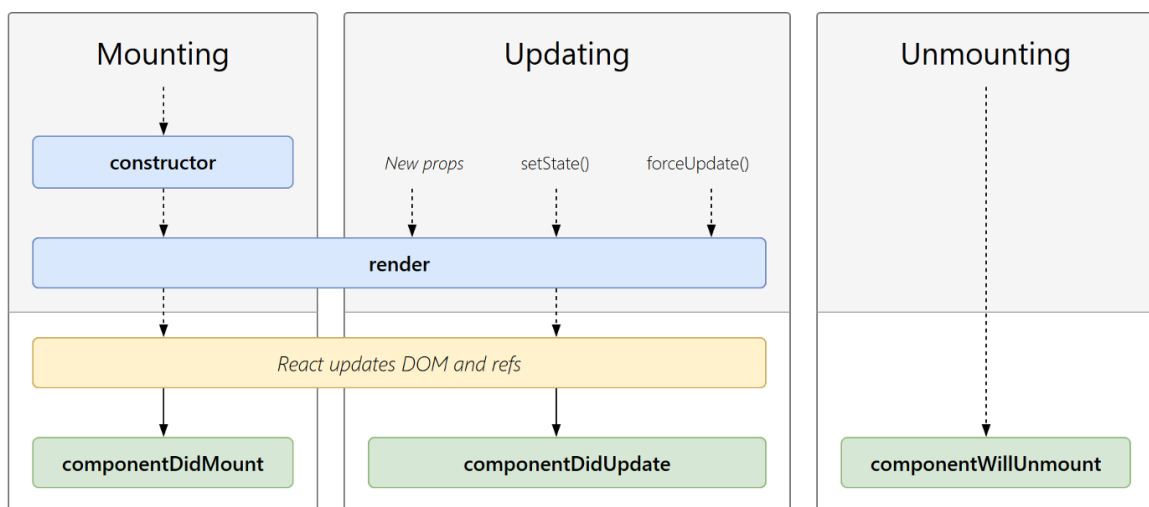 Mounting
Updating
Unmounting
constructor
New props
setState()
forceUpdate()
render
React updates DOM and refs
componentDidMount
componentDidUpdate
componentWillUnmount